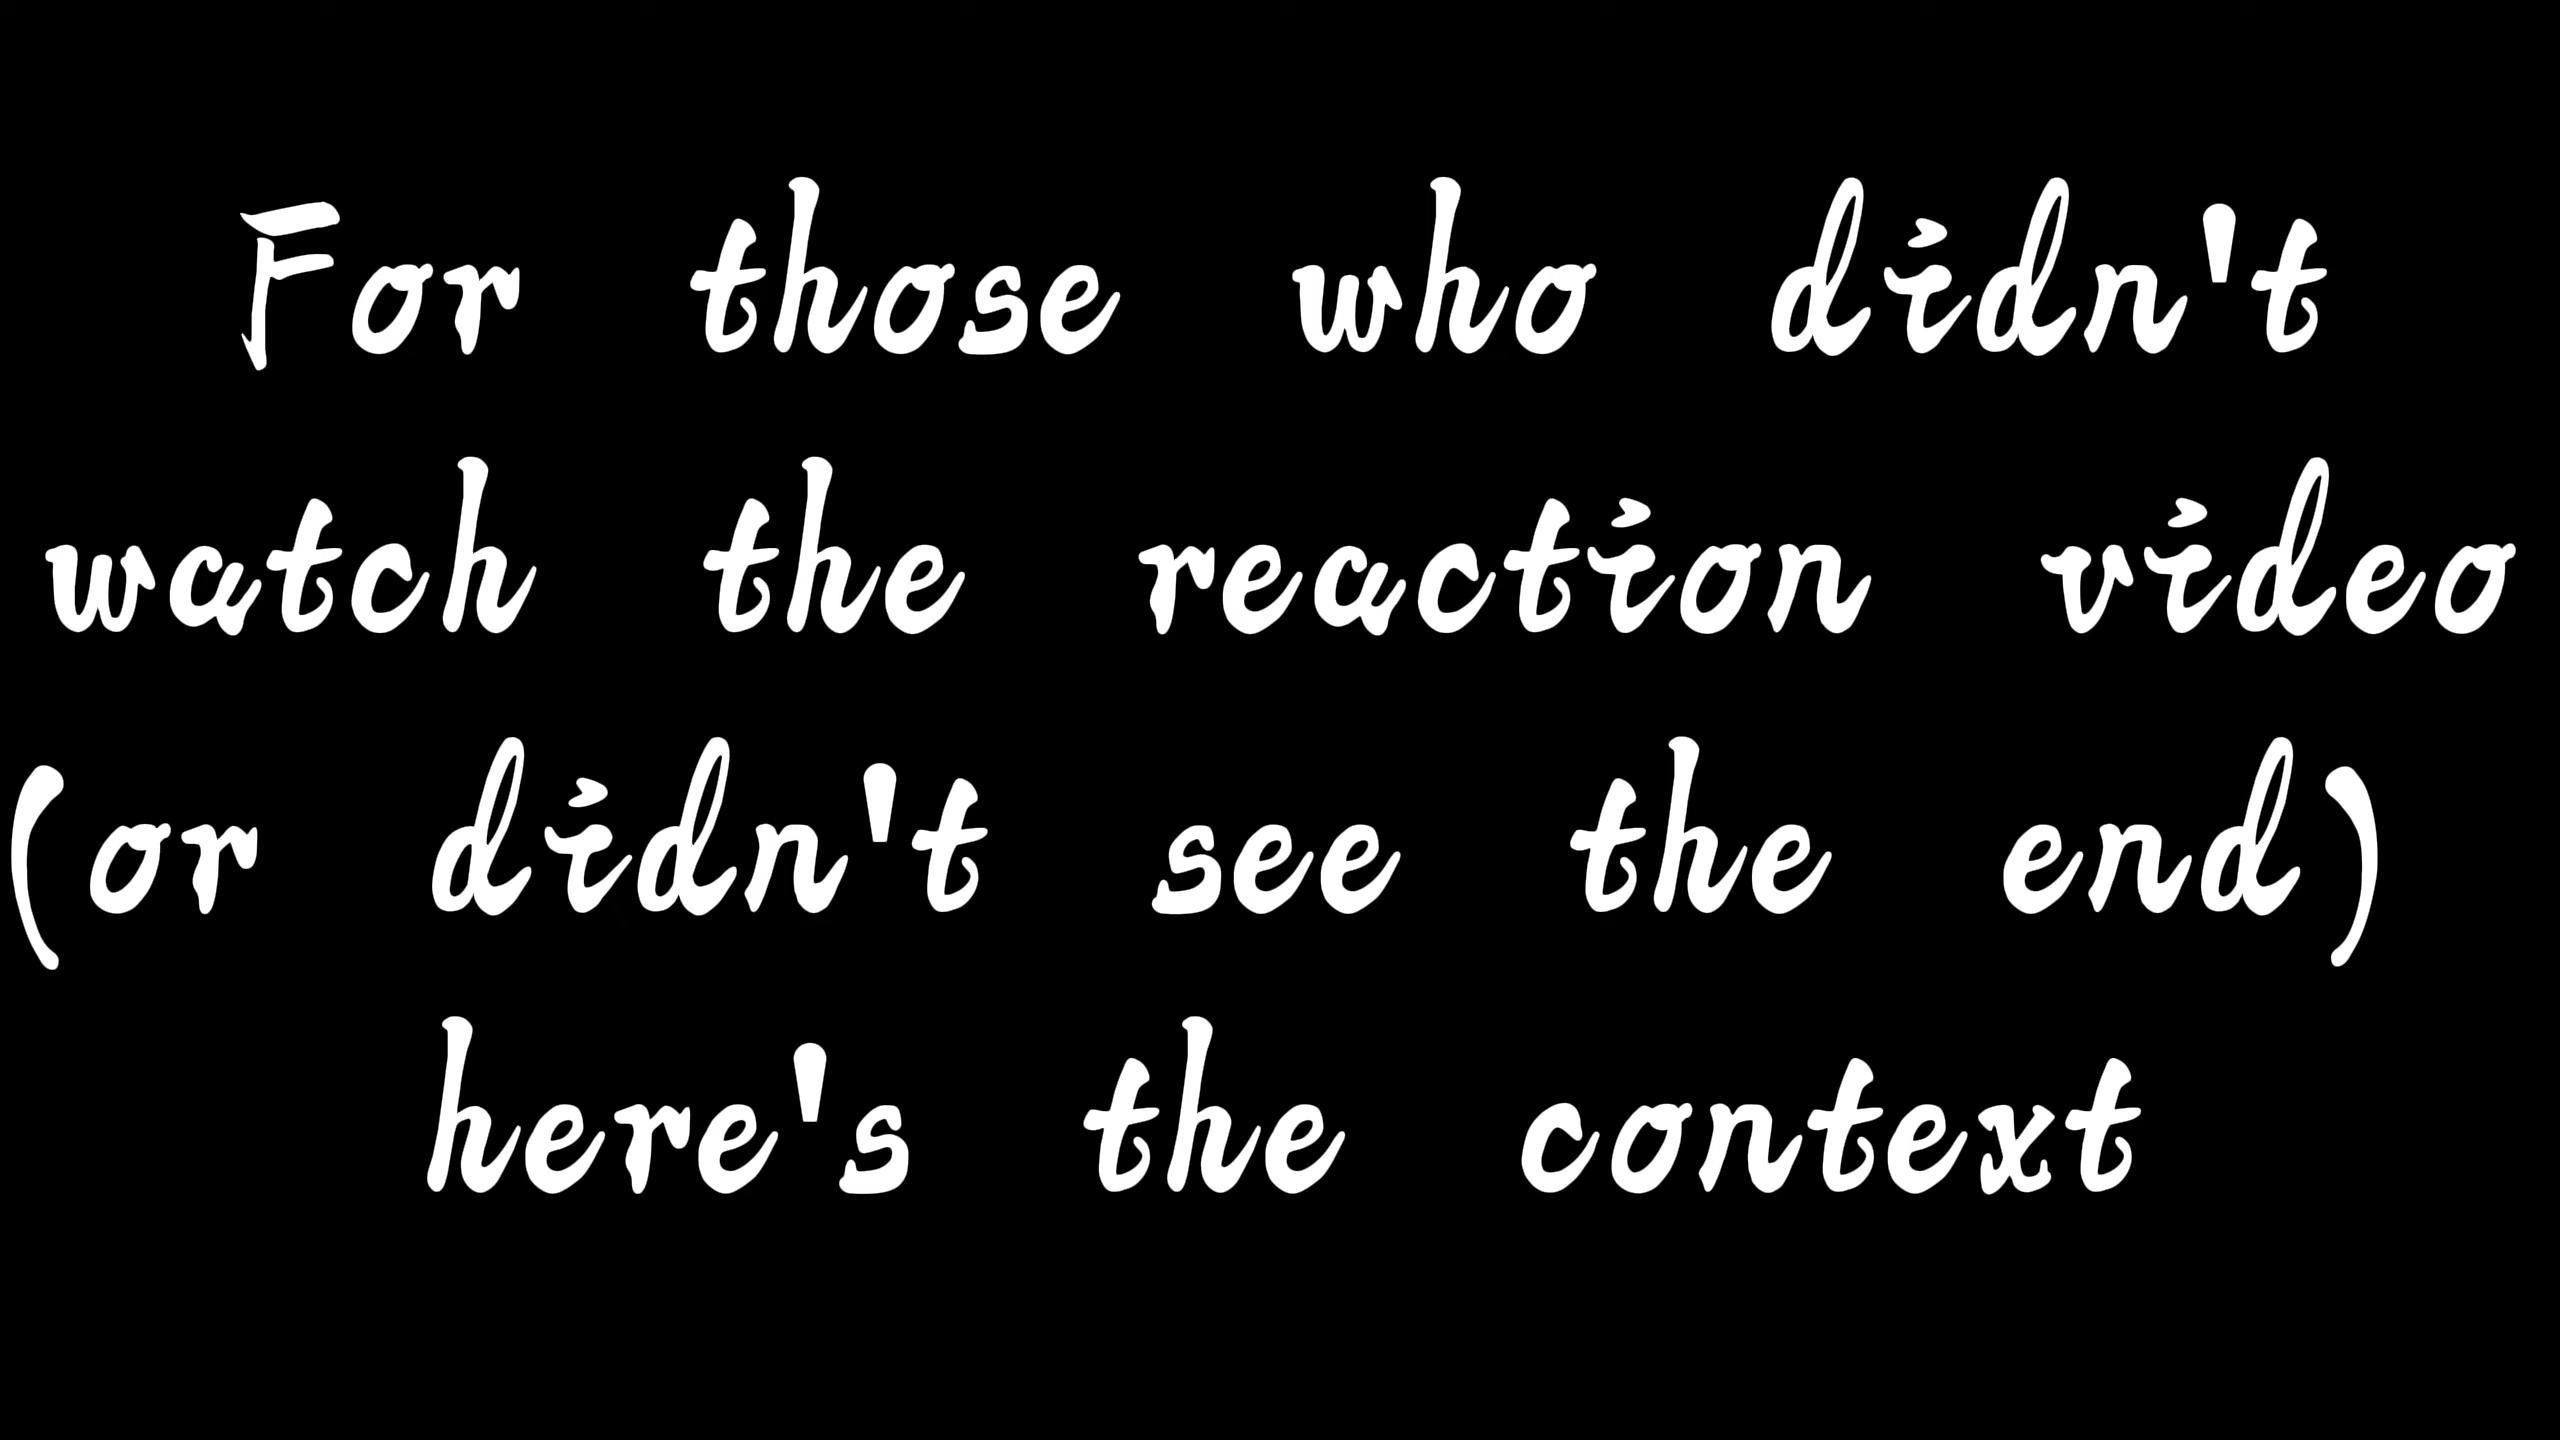 For those who didn't
watch the reaction video
(or didn't see the end)
here's the context